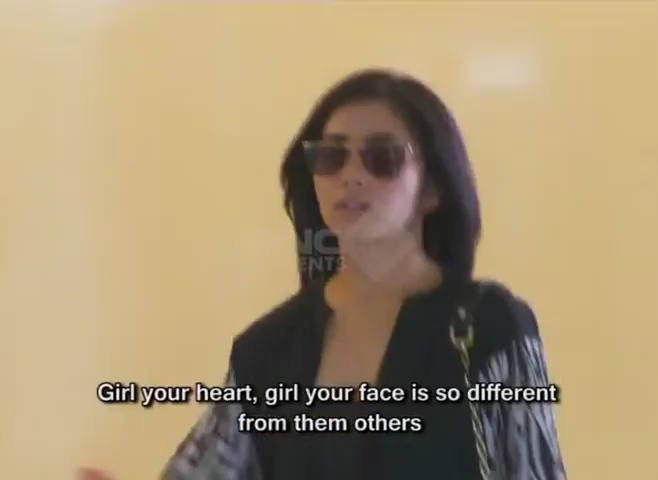 Girl your heart, girl your face is so different
from them others